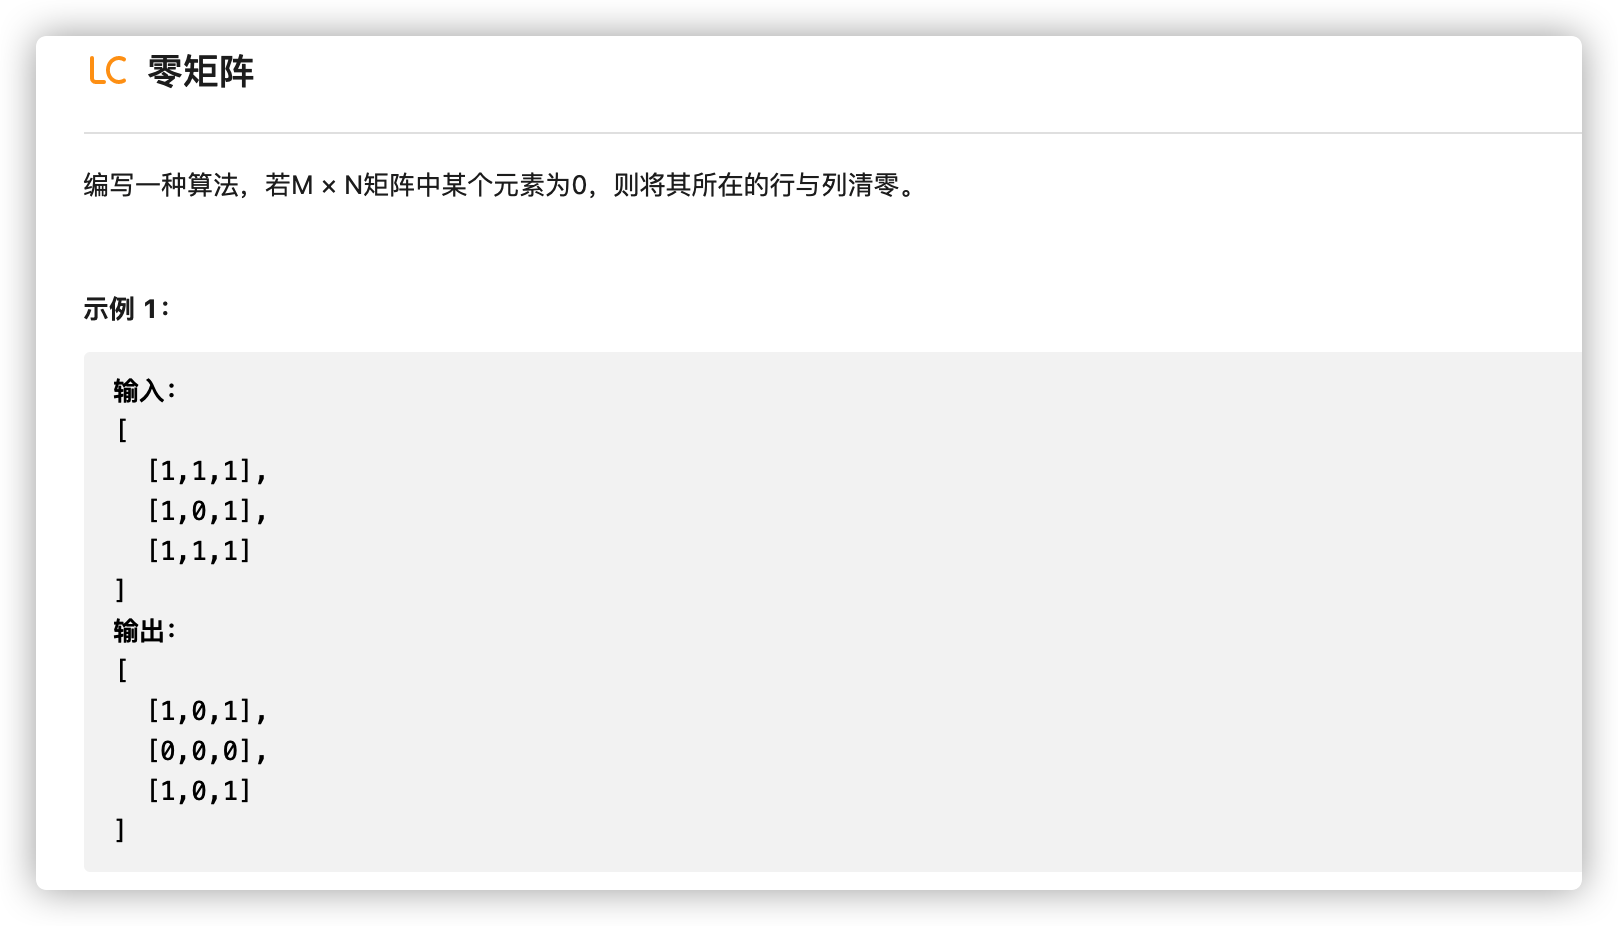 LC 零矩阵
编写一种算法，若M × N矩阵中某个元素为0，则将其所在的行与列清零。
示例 1：
输入：
[
  [1,1,1],
  [1,0,1],
  [1,1,1]
]
输出：
[
  [1,0,1],
  [0,0,0],
  [1,0,1]
]